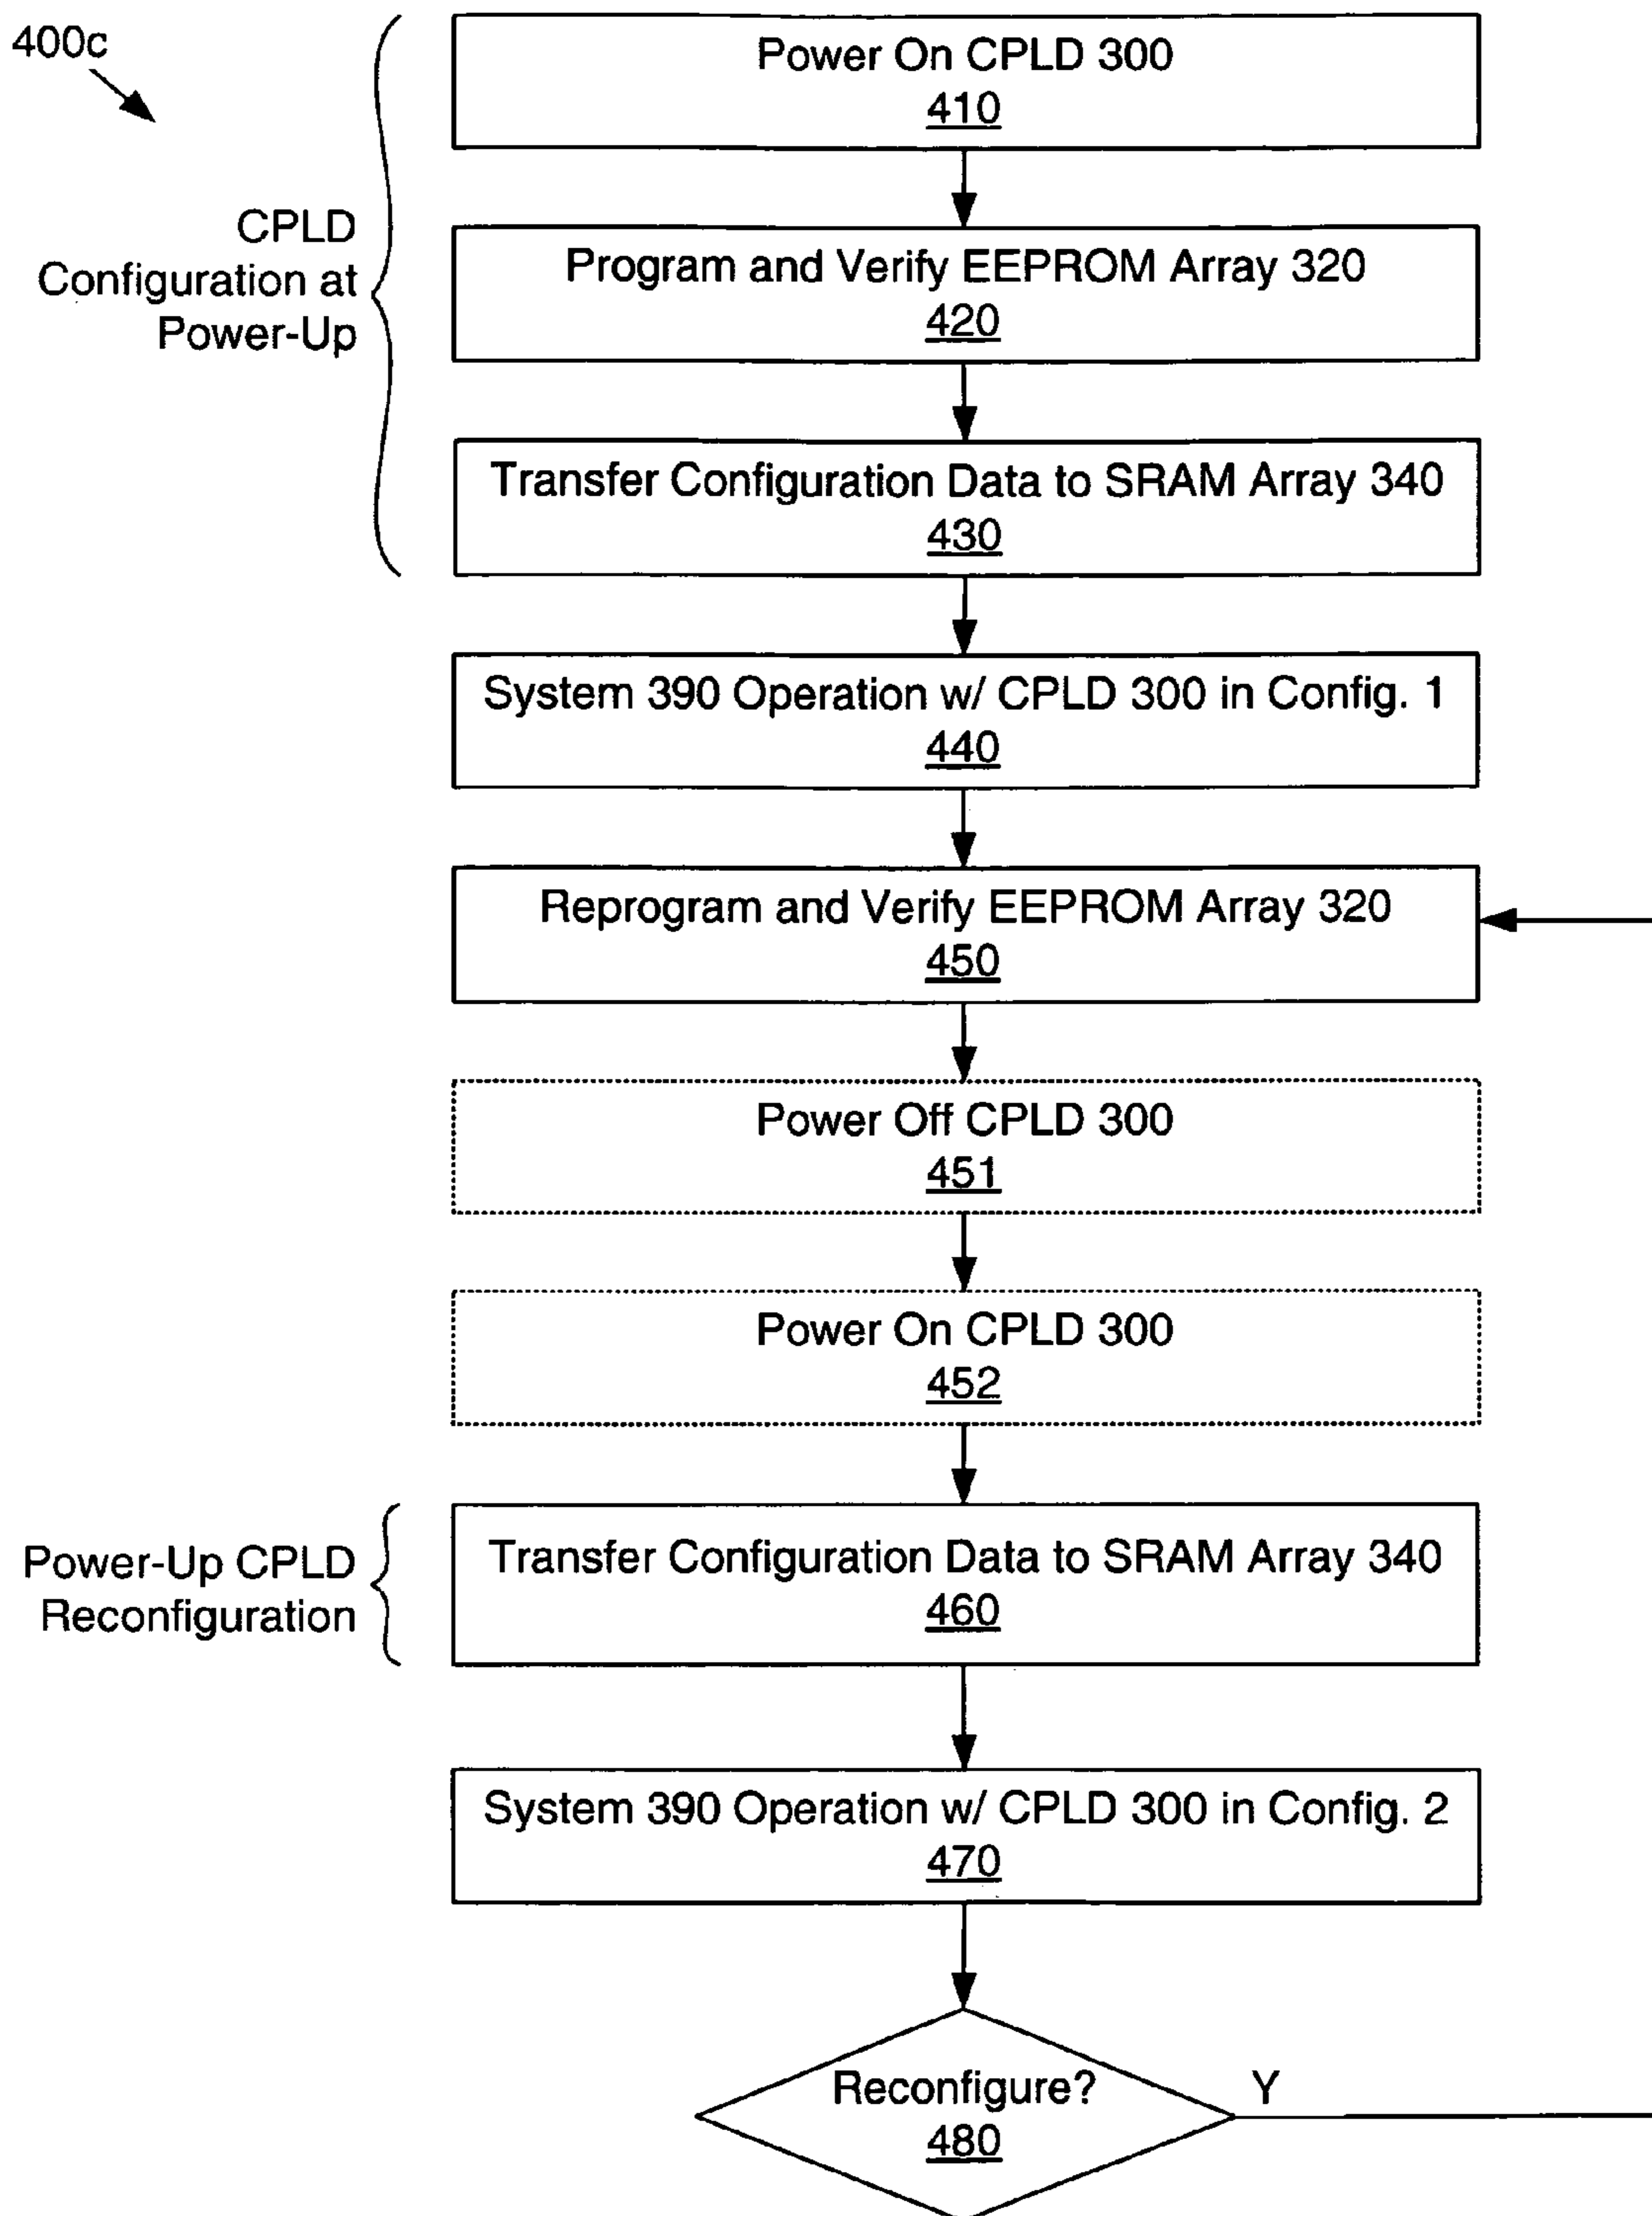 400c
Power On CPLD 300
410
CPLD
Configuration at
Power-Up
Program and Verify EEPROM Array 320
420
Transfer Configuration Data to SRAM Array 340
430
System 390 Operation w/ CPLD 300 in Config. 1
440
Reprogram and Verify EEPROM Array 320
450
Power Off CPLD 300
451
Power On CPLD 300
452
Power-Up CPLD
Reconfiguration
Transfer Configuration Data to SRAM Array 340
460
System 390 Operation w/ CPLD 300 in Config. 2
470
Reconfigure?
480
Y